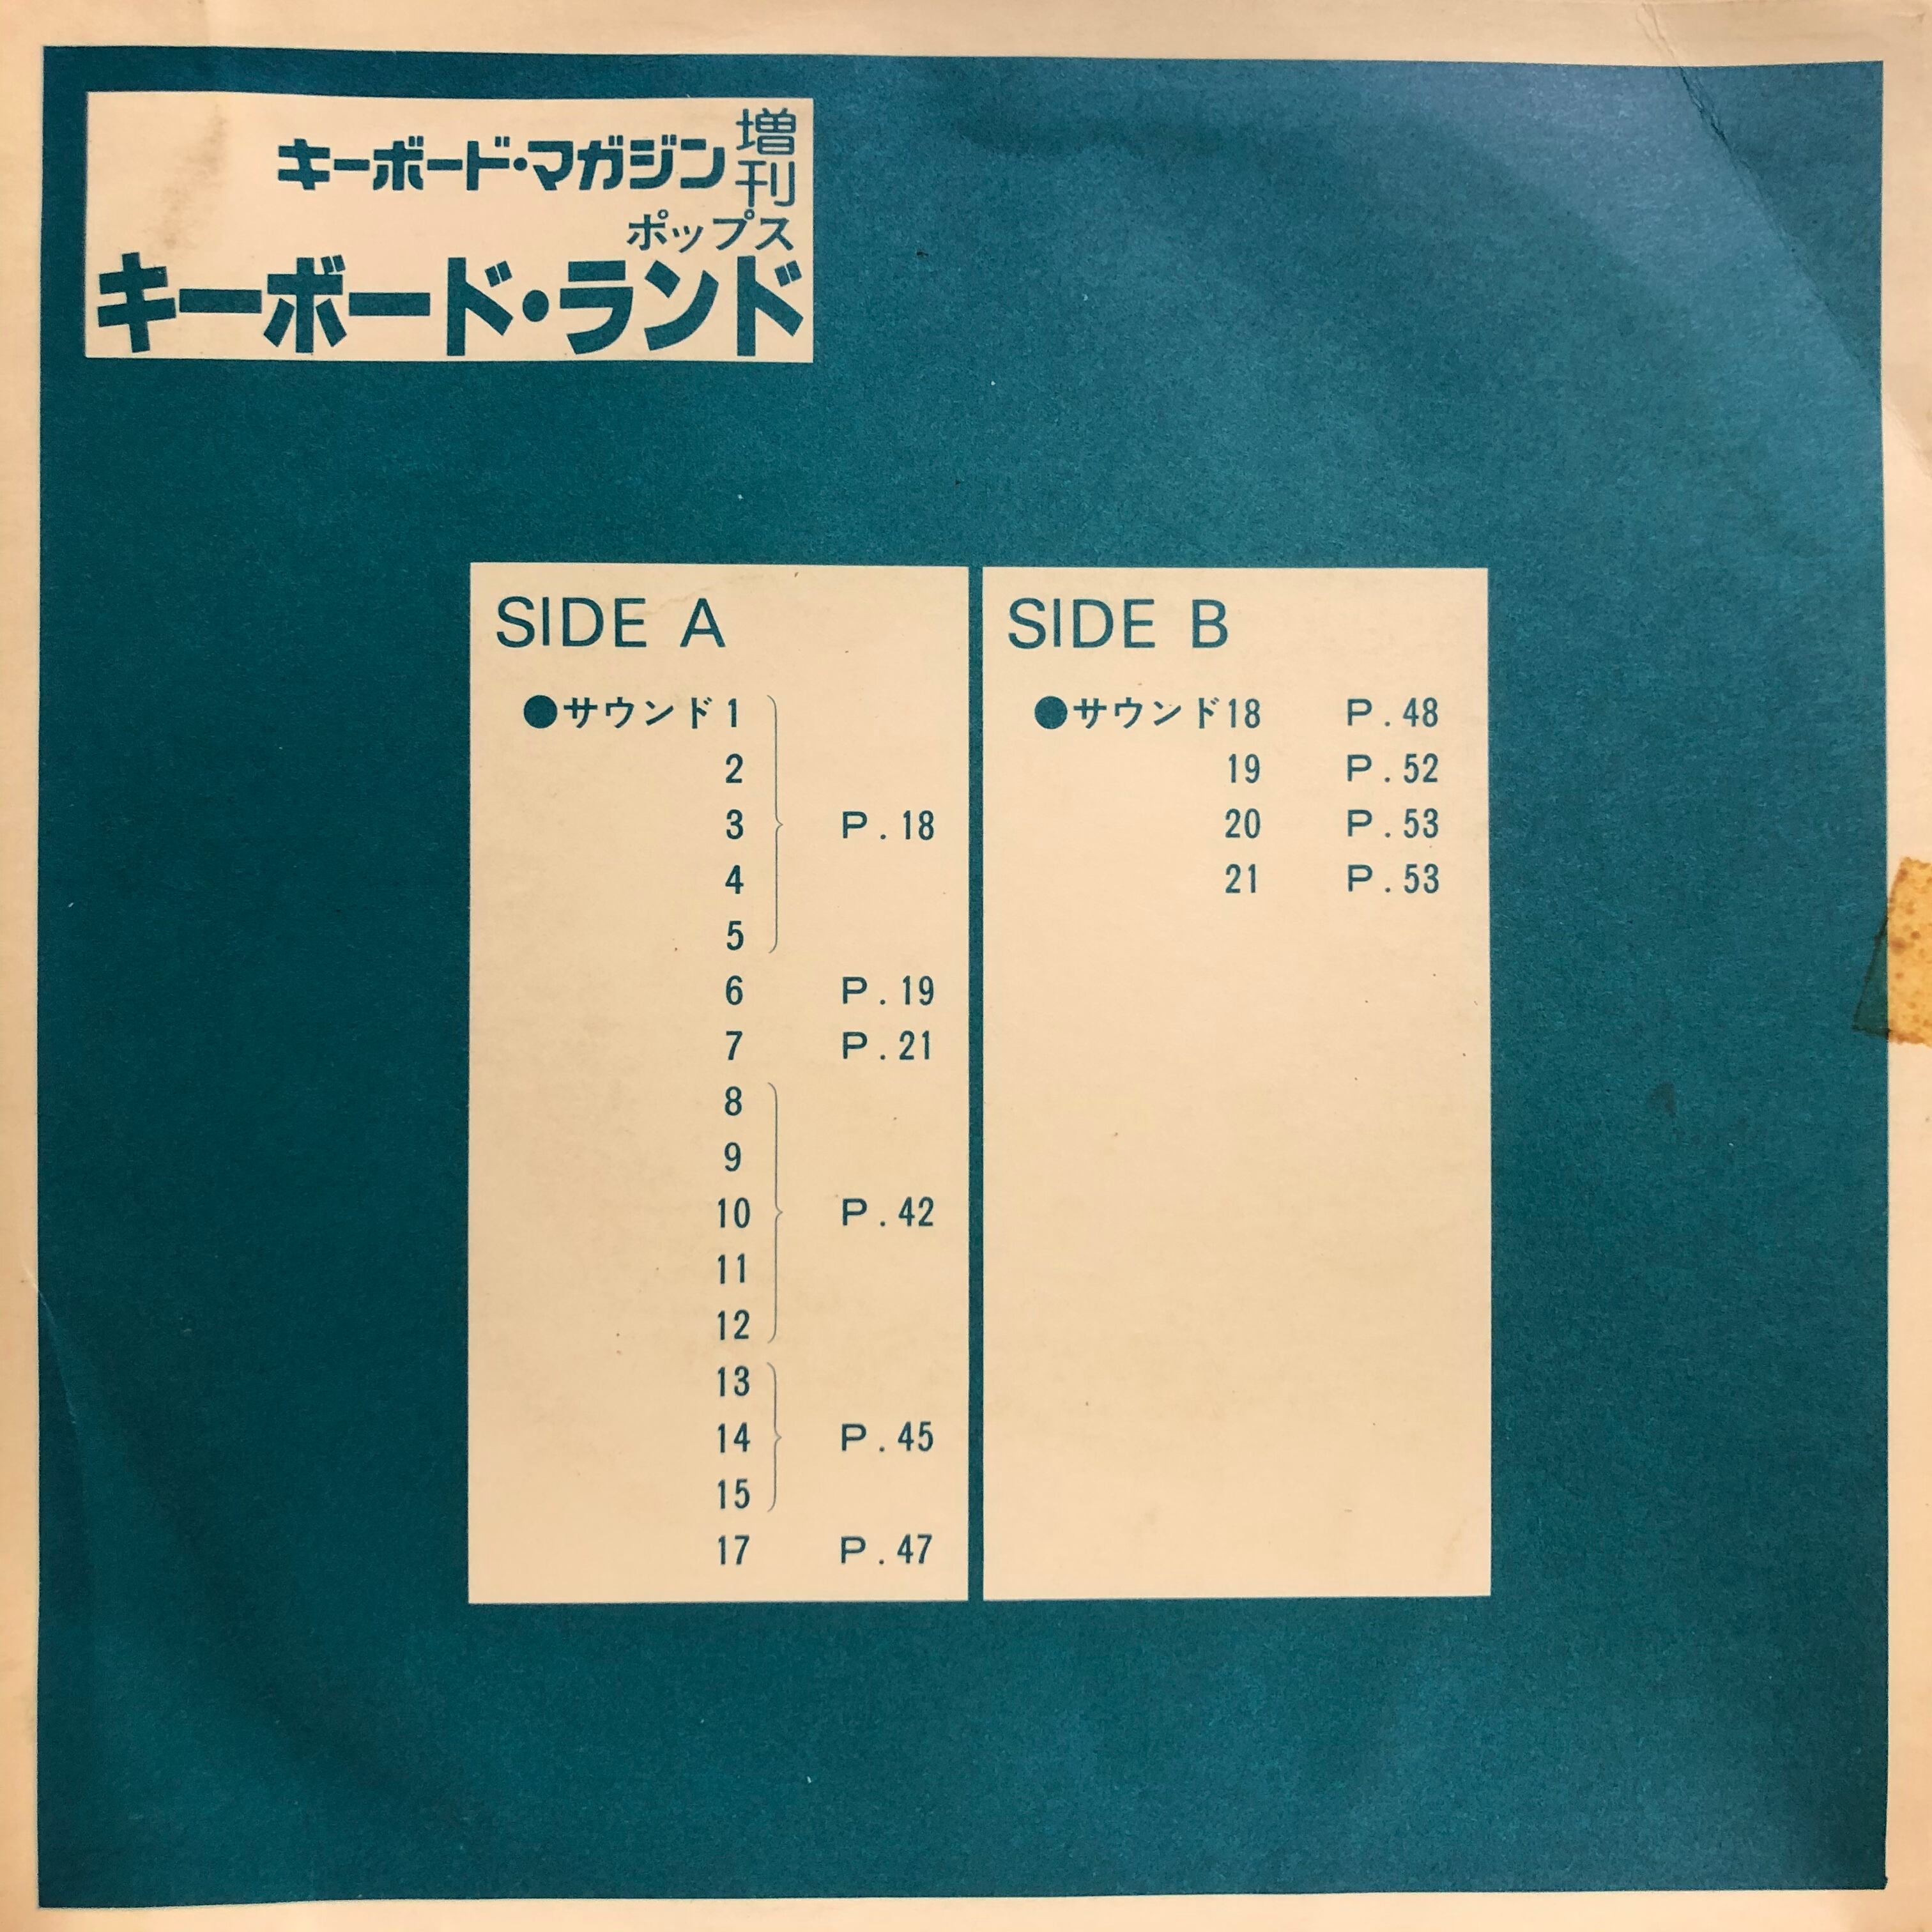 キーボード・マガジン増刊
ポップス
キーボード・ランド
SIDE A
●サウンド 1
2
3 P.18
4
5
6 P.19
7 P.21
8
9
10 P.42
11
12
13
14 P.45
15
17 P.47
SIDE B
●サウンド18 P.48
19 P.52
20 P.53
21 P.53